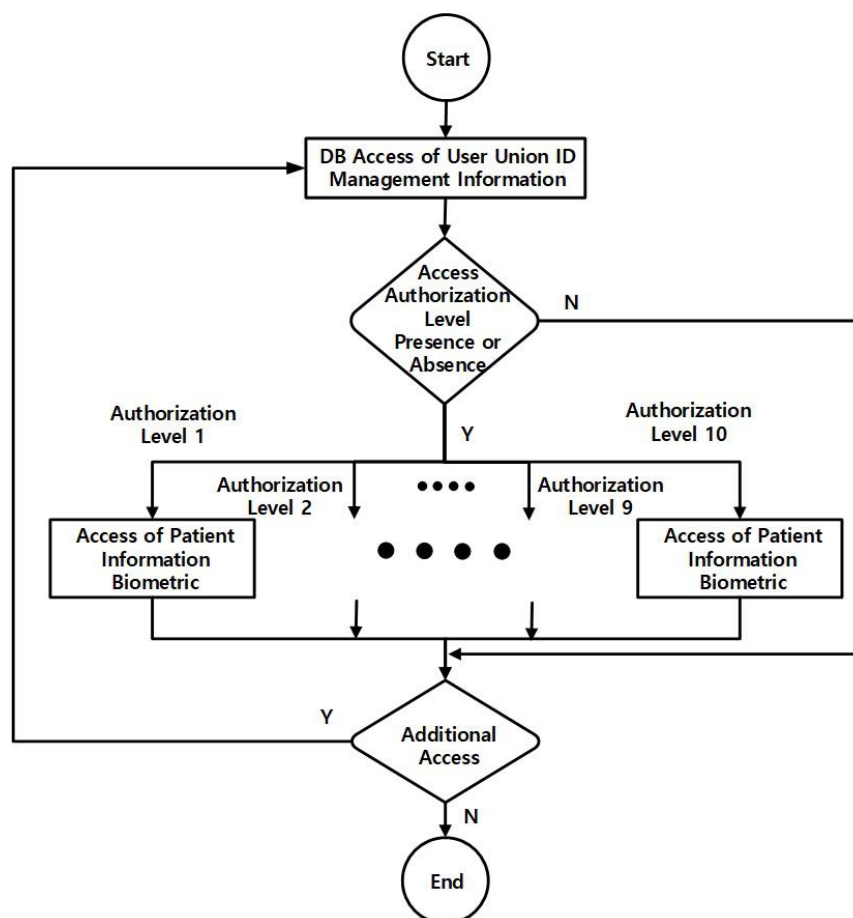 Start
DB Access of User Union ID
Management Information
Access
Authorization
Level
Presence or
Absence
N
Y
Authorization
Level 1
Authorization
Level 10
Authorization
Level 2
Authorization
Level 9
Access of Patient
Information
Biometric
Access of Patient
Information
Biometric
Y
Additional
Access
N
End